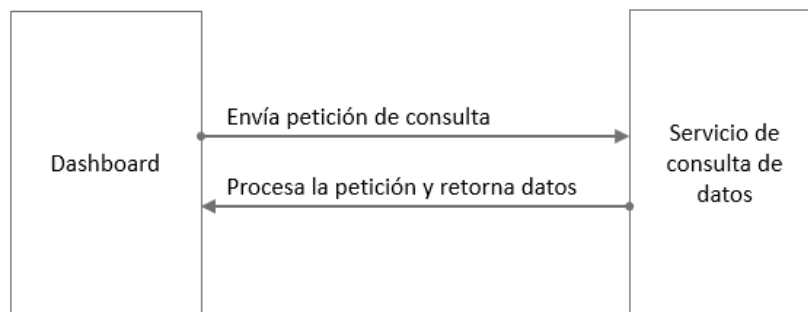 Envía petición de consulta
Dashboard
Procesa la petición y retorna datos
Servicio de
consulta de
datos